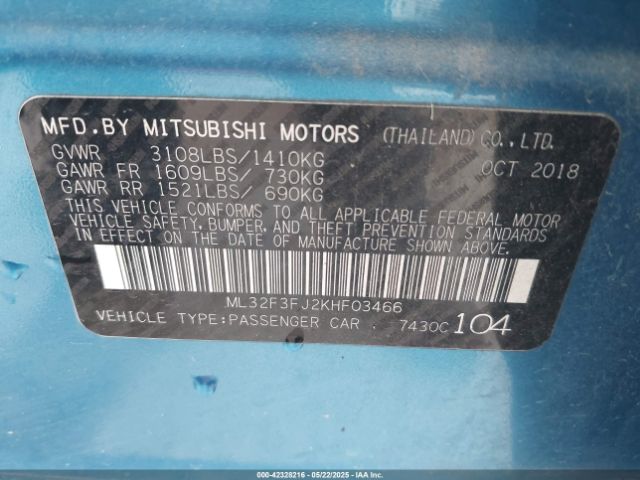 MFD.BY MITSUBISHI MOTORS (THAILAND)CO.,LTD.
GVWR 3108LBS/1410KG OCT 2018
GAWR FR 1609LBS/ 730KG
GAWR RR 1521LBS/ 690KG
THIS VEHICLE CONFORMS TO ALL APPLICABLE FEDERAL MOTOR
VEHICLE SAFETY, BUMPER, AND THEFT PREVENTION STANDARDS
IN EFFECT ON THE DATE OF MANUFACTURE SHOWN ABOVE.
ML32F3FJ2KHF03466
VEHICLE TYPE:PASSENGER CAR 7430C 104
000-42328216 - 05/22/2025 - IAA Inc.